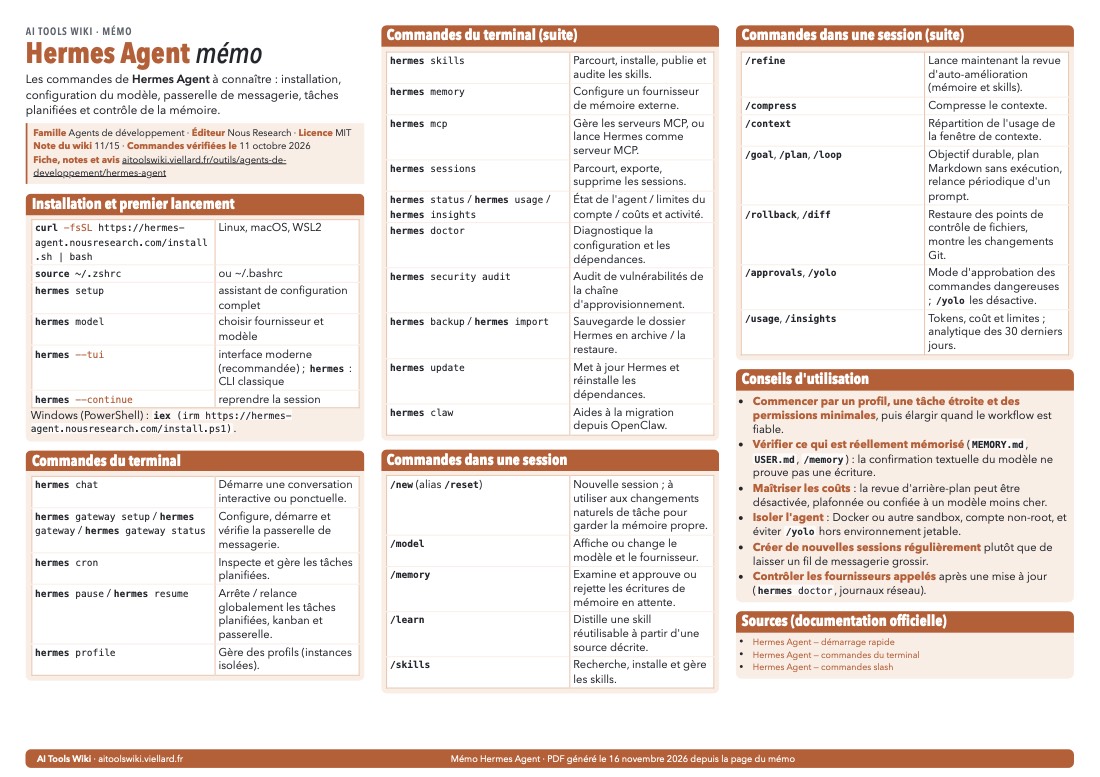 AI TOOLS WIKI · MÉMO
Hermes Agent mémo
Les commandes de Hermes Agent à connaître : installation,
configuration du modèle, passerelle de messagerie, tâches
planifiées et contrôle de la mémoire.
Famille Agents de développement · Éditeur Nous Research · Licence MIT
Note du wiki 11/15 · Commandes vérifiées le 11 octobre 2026
Fiche, notes et avis aitoolswiki.viellard.fr/outils/agents-de-
developpement/hermes-agent
Installation et premier lancement
curl -fsSL https://hermes-
agent.nousresearch.com/install
.sh | bash
Linux, macOS, WSL2
source ~/.zshrc
ou ~/.bashrc
hermes setup
assistant de configuration
complet
hermes model
choisir fournisseur et
modèle
hermes --tui
interface moderne
(recommandée) ; hermes :
CLI classique
hermes --continue
reprendre la session
Windows (PowerShell) : iex (irm https://hermes-
agent.nousresearch.com/install.ps1).
Commandes du terminal
hermes chat
Démarre une conversation
interactive ou ponctuelle.
hermes gateway setup / hermes
gateway / hermes gateway status
Configure, démarre et
vérifie la passerelle de
messagerie.
hermes cron
Inspecte et gère les tâches
planifiées.
hermes pause / hermes resume
Arrête / relance
globalement les tâches
planifiées, kanban et
passerelle.
hermes profile
Gère des profils (instances
isolées).
Commandes du terminal (suite)
hermes skills
Parcourt, installe, publie et
audite les skills.
hermes memory
Configure un fournisseur
de mémoire externe.
hermes mcp
Gère les serveurs MCP, ou
lance Hermes comme
serveur MCP.
hermes sessions
Parcourt, exporte,
supprime les sessions.
hermes status / hermes usage /
hermes insights
État de l'agent / limites du
compte / coûts et activité.
hermes doctor
Diagnostique la
configuration et les
dépendances.
hermes security audit
Audit de vulnérabilités de
la chaîne
d'approvisionnement.
hermes backup / hermes import
Sauvegarde le dossier
Hermes en archive / la
restaure.
hermes update
Met à jour Hermes et
réinstalle les
dépendances.
hermes claw
Aides à la migration
depuis OpenClaw.
Commandes dans une session
/new (alias /reset)
Nouvelle session ; à
utiliser aux changements
naturels de tâche pour
garder la mémoire propre.
/model
Affiche ou change le
modèle et le fournisseur.
/memory
Examine et approuve ou
rejette les écritures de
mémoire en attente.
/learn
Distille une skill
réutilisable à partir d'une
source décrite.
/skills
Recherche, installe et gère
les skills.
Commandes dans une session (suite)
/refine
Lance maintenant la revue
d'auto-amélioration
(mémoire et skills).
/compress
Compresse le contexte.
/context
Répartition de l'usage de
la fenêtre de contexte.
/goal, /plan, /loop
Objectif durable, plan
Markdown sans exécution,
relance périodique d'un
prompt.
/rollback, /diff
Restaure des points de
contrôle de fichiers,
montre les changements
Git.
/approvals, /yolo
Mode d'approbation des
commandes dangereuses
; /yolo les désactive.
/usage, /insights
Tokens, coût et limites ;
analytique des 30 derniers
jours.
Conseils d'utilisation
• Commencer par un profil, une tâche étroite et des
permissions minimales, puis élargir quand le workflow est
fiable.
• Vérifier ce qui est réellement mémorisé (MEMORY.md,
USER.md, /memory) : la confirmation textuelle du modèle ne
prouve pas une écriture.
• Maîtriser les coûts : la revue d'arrière-plan peut être
désactivée, plafonnée ou confiée à un modèle moins cher.
• Isoler l'agent : Docker ou autre sandbox, compte non-root, et
éviter /yolo hors environnement jetable.
• Créer de nouvelles sessions régulièrement plutôt que de
laisser un fil de messagerie grossir.
• Contrôler les fournisseurs appelés après une mise à jour
(hermes doctor, journaux réseau).
Sources (documentation officielle)
• Hermes Agent — démarrage rapide
• Hermes Agent — commandes du terminal
• Hermes Agent — commandes slash
AI Tools Wiki · aitoolswiki.viellard.fr
Mémo Hermes Agent · PDF généré le 16 novembre 2026 depuis la page du mémo